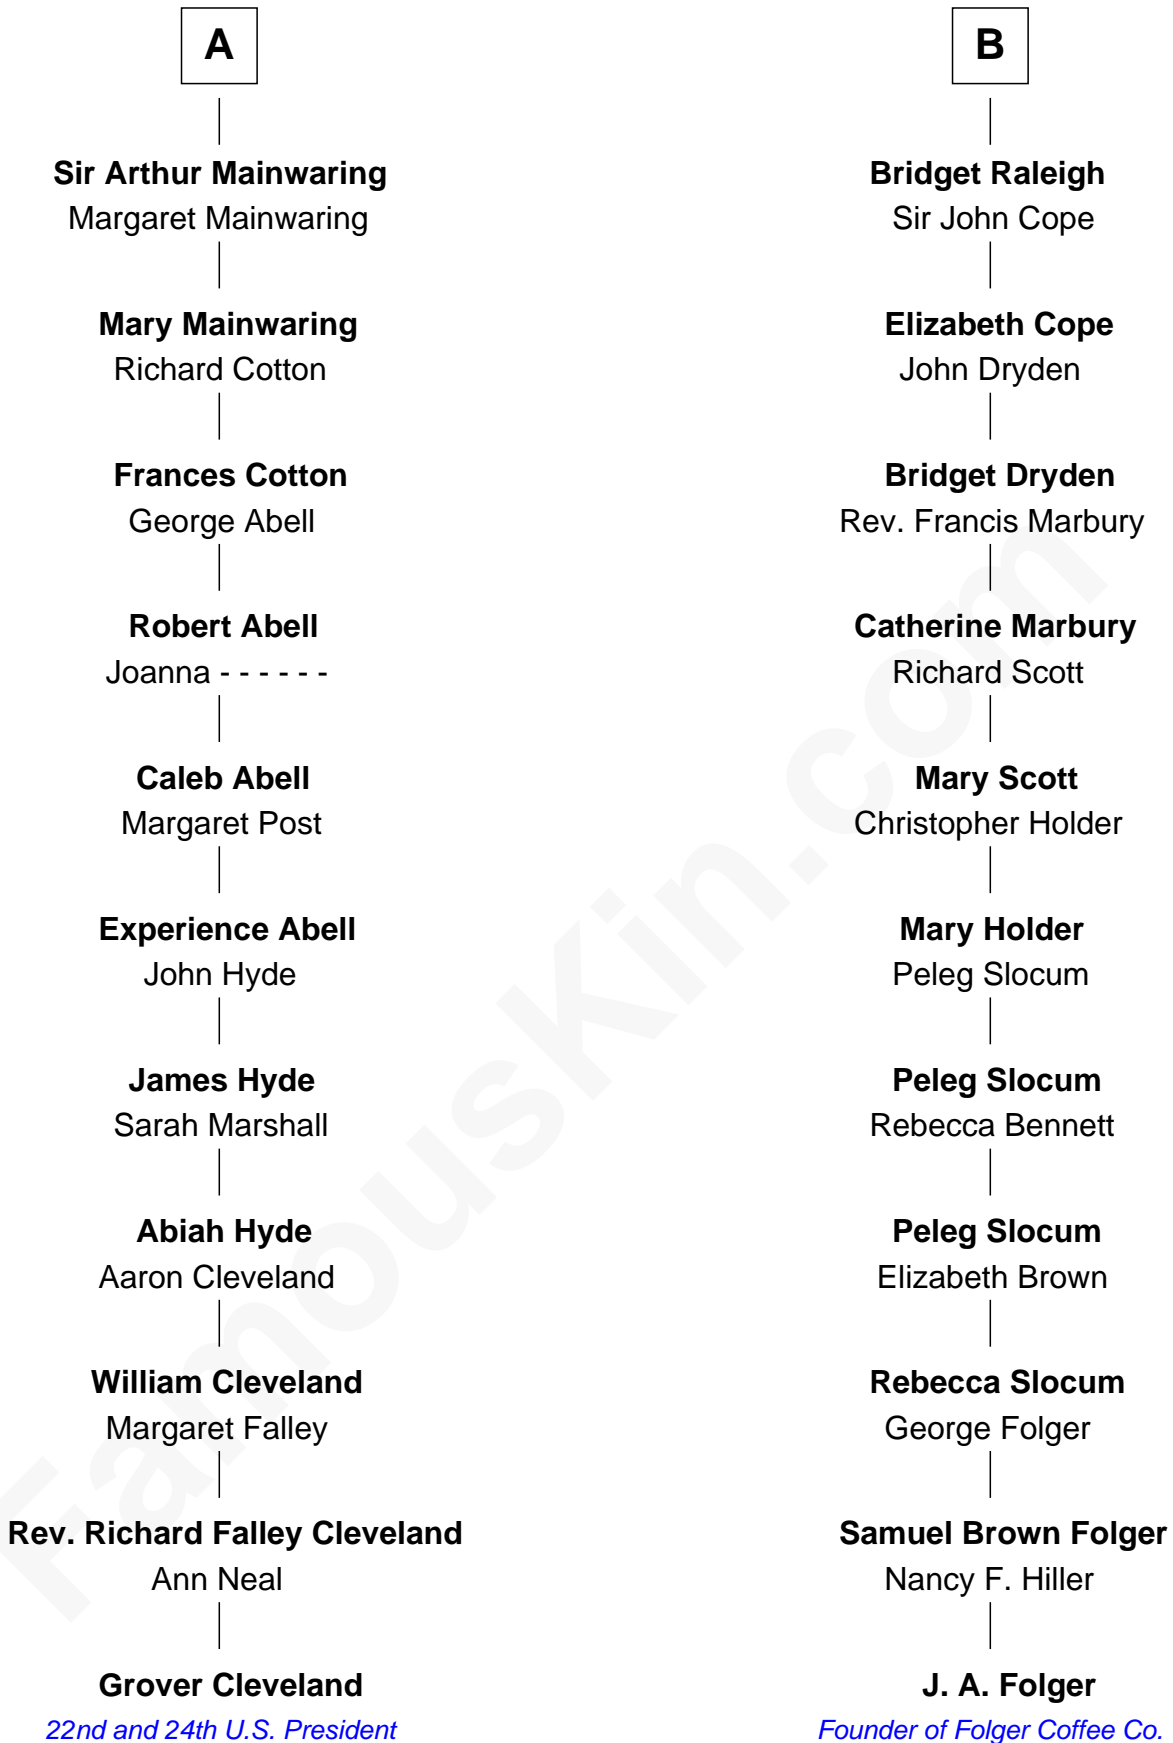 A
Sir Arthur Mainwaring
Margaret Mainwaring
Mary Mainwaring
Richard Cotton
Frances Cotton
George Abell
Robert Abell
Joanna - - - - - -
Caleb Abell
Margaret Post
Experience Abell
John Hyde
James Hyde
Sarah Marshall
Abiah Hyde
Aaron Cleveland
William Cleveland
Margaret Falley
Rev. Richard Falley Cleveland
Ann Neal
Grover Cleveland
22nd and 24th U.S. President
B
Bridget Raleigh
Sir John Cope
Elizabeth Cope
John Dryden
Bridget Dryden
Rev. Francis Marbury
Catherine Marbury
Richard Scott
Mary Scott
Christopher Holder
Mary Holder
Peleg Slocum
Peleg Slocum
Rebecca Bennett
Peleg Slocum
Elizabeth Brown
Rebecca Slocum
George Folger
Samuel Brown Folger
Nancy F. Hiller
J. A. Folger
Founder of Folger Coffee Co.
FamousKin.com